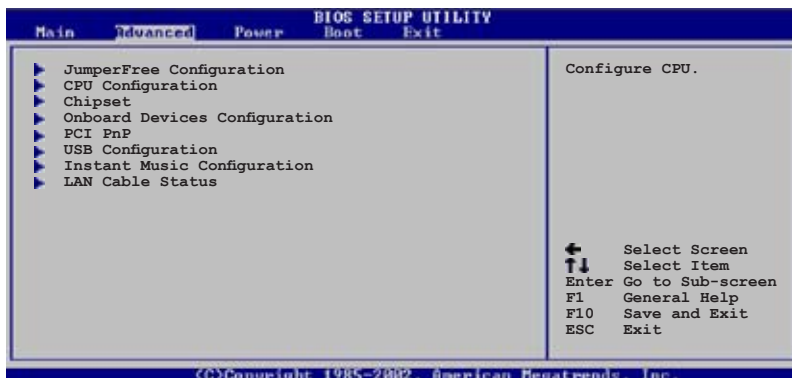 BIOS SETUP UTILITY
Main Advanced Power Boot Exit
JumperFree Configuration
CPU Configuration
Chipset
Onboard Devices Configuration
PCI PnP
USB Configuration
Instant Music Configuration
LAN Cable Status
Configure CPU.
Select Screen
Select Item
Enter Go to Sub-screen
F1 General Help
F10 Save and Exit
ESC Exit
(C)Copyright 1985-2002, American Megatrends, Inc.